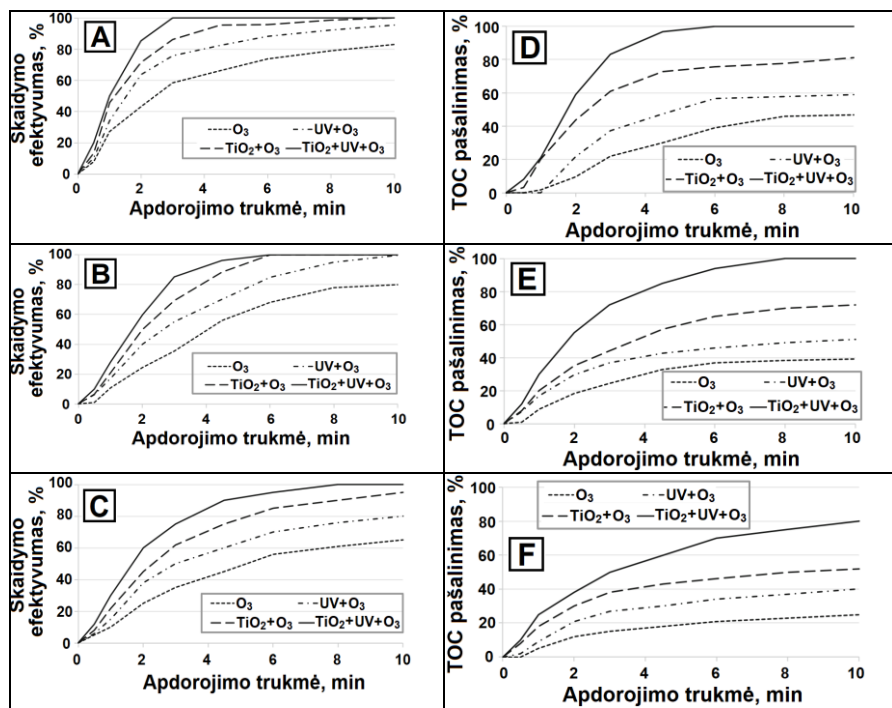 A
Skaidymo
efektyvumas, %
100
80
60
40
20
0
O₃
UV+O₃
TiO₂+O₃
TiO₂+UV+O₃
0 2 4 6 8 10
Apdorojimo trukmė, min
D
TOC pašalinimas, %
100
80
60
40
20
0
O₃
UV+O₃
TiO₂+O₃
TiO₂+UV+O₃
0 2 4 6 8 10
Apdorojimo trukmė, min
B
Skaidymo
efektyvumas, %
100
80
60
40
20
0
O₃
UV+O₃
TiO₂+O₃
TiO₂+UV+O₃
0 2 4 6 8 10
Apdorojimo trukmė, min
E
TOC pašalinimas, %
100
80
60
40
20
0
O₃
UV+O₃
TiO₂+O₃
TiO₂+UV+O₃
0 2 4 6 8 10
Apdorojimo trukmė, min
C
Skaidymo
efektyvumas, %
100
80
60
40
20
0
O₃
UV+O₃
TiO₂+O₃
TiO₂+UV+O₃
0 2 4 6 8 10
Apdorojimo trukmė, min
F
TOC pašalinimas, %
100
80
60
40
20
0
O₃
UV+O₃
TiO₂+O₃
TiO₂+UV+O₃
0 2 4 6 8 10
Apdorojimo trukmė, min